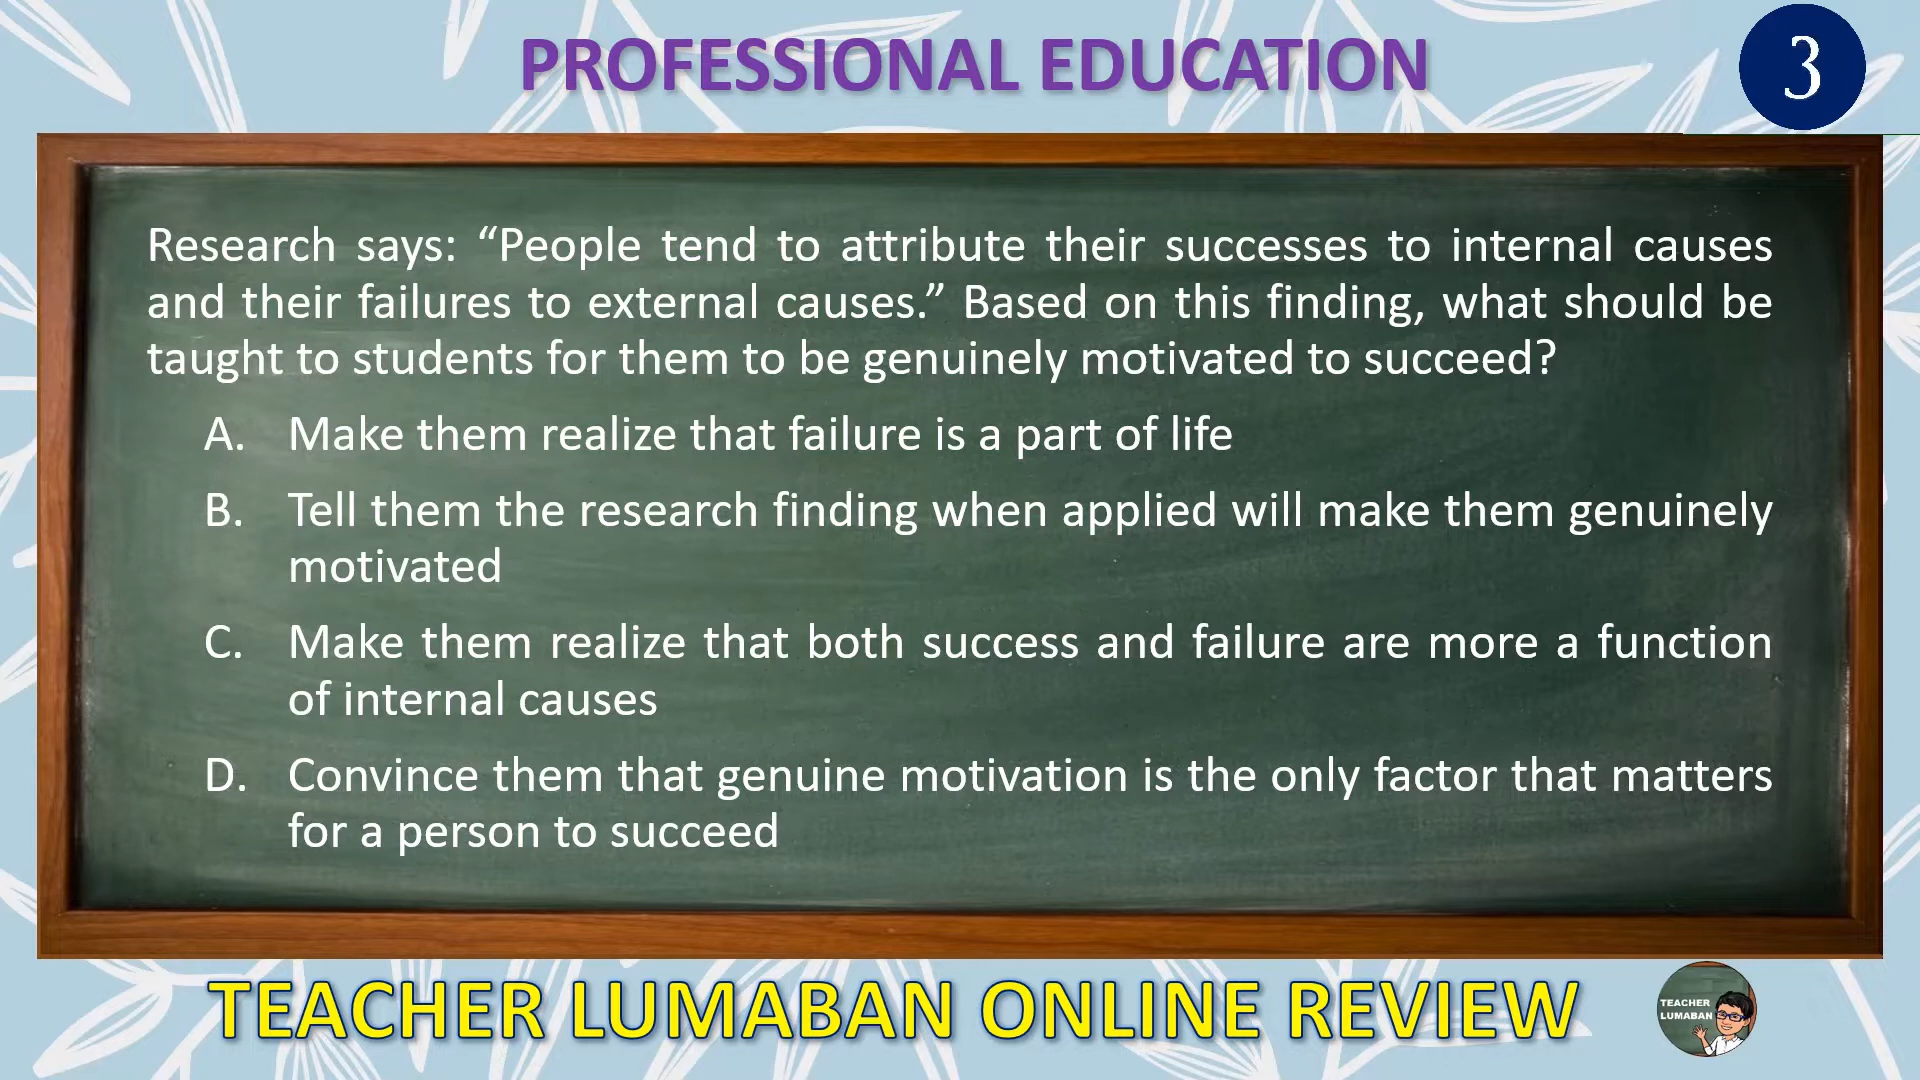 PROFESSIONAL EDUCATION
3
Research says: “People tend to attribute their successes to internal causes
and their failures to external causes.” Based on this finding, what should be
taught to students for them to be genuinely motivated to succeed?
A. Make them realize that failure is a part of life
B. Tell them the research finding when applied will make them genuinely
motivated
C. Make them realize that both success and failure are more a function
of internal causes
D. Convince them that genuine motivation is the only factor that matters
for a person to succeed
TEACHER LUMABAN ONLINE REVIEW
TEACHER
LUMABAN